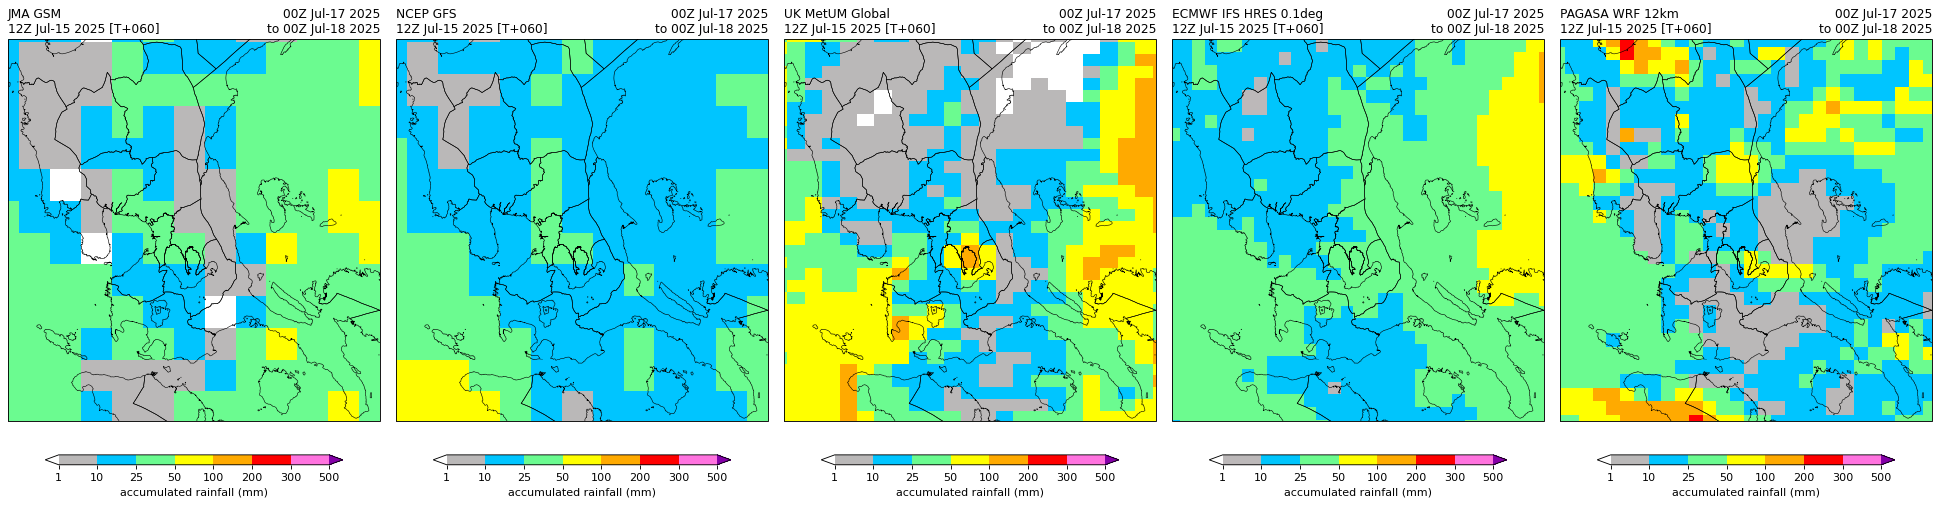 JMA GSM 00Z Jul-17 2025
12Z Jul-15 2025 [T+060] to 00Z Jul-18 2025
1 10 25 50 100 200 300 500
accumulated rainfall (mm)
NCEP GFS 00Z Jul-17 2025
12Z Jul-15 2025 [T+060] to 00Z Jul-18 2025
1 10 25 50 100 200 300 500
accumulated rainfall (mm)
UK MetUM Global 00Z Jul-17 2025
12Z Jul-15 2025 [T+060] to 00Z Jul-18 2025
1 10 25 50 100 200 300 500
accumulated rainfall (mm)
ECMWF IFS HRES 0.1deg 00Z Jul-17 2025
12Z Jul-15 2025 [T+060] to 00Z Jul-18 2025
1 10 25 50 100 200 300 500
accumulated rainfall (mm)
PAGASA WRF 12km 00Z Jul-17 2025
12Z Jul-15 2025 [T+060] to 00Z Jul-18 2025
1 10 25 50 100 200 300 500
accumulated rainfall (mm)